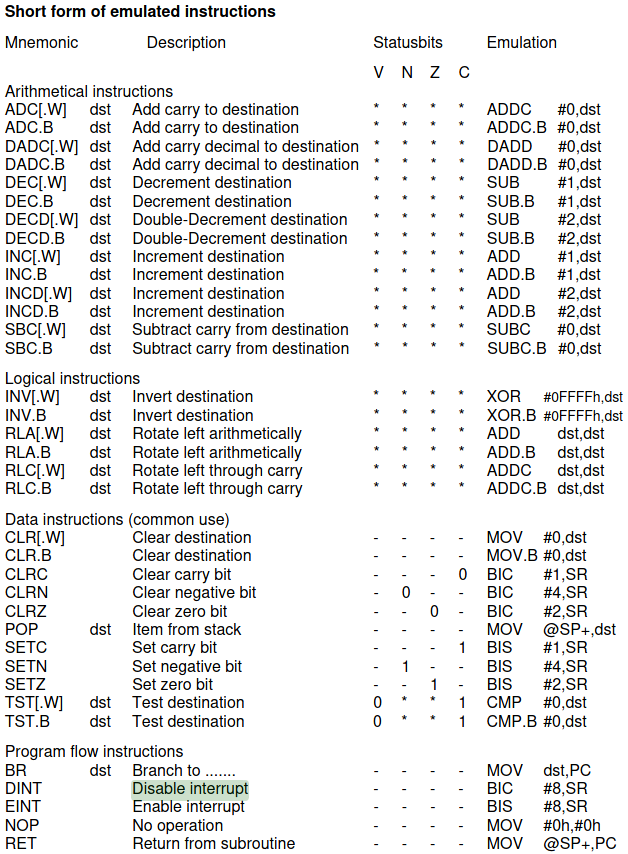 Short form of emulated instructions
Mnemonic Description Statusbits Emulation
V N Z C
Arithmetical instructions
ADC[.W] dst Add carry to destination * * * * ADDC #0,dst
ADC.B dst Add carry to destination * * * * ADDC.B #0,dst
DADC[.W] dst Add carry decimal to destination * * * * DADD #0,dst
DADC.B dst Add carry decimal to destination * * * * DADD.B #0,dst
DEC[.W] dst Decrement destination * * * * SUB #1,dst
DEC.B dst Decrement destination * * * * SUB.B #1,dst
DECD[.W] dst Double-Decrement destination * * * * SUB #2,dst
DECD.B dst Double-Decrement destination * * * * SUB.B #2,dst
INC[.W] dst Increment destination * * * * ADD #1,dst
INC.B dst Increment destination * * * * ADD.B #1,dst
INCD[.W] dst Increment destination * * * * ADD #2,dst
INCD.B dst Increment destination * * * * ADD.B #2,dst
SBC[.W] dst Subtract carry from destination * * * * SUBC #0,dst
SBC.B dst Subtract carry from destination * * * * SUBC.B #0,dst
Logical instructions
INV[.W] dst Invert destination * * * * XOR #0FFFFh,dst
INV.B dst Invert destination * * * * XOR.B #0FFFFh,dst
RLA[.W] dst Rotate left arithmetically * * * * ADD dst,dst
RLA.B dst Rotate left arithmetically * * * * ADD.B dst,dst
RLC[.W] dst Rotate left through carry * * * * ADDC dst,dst
RLC.B dst Rotate left through carry * * * * ADDC.B dst,dst
Data instructions (common use)
CLR[.W] Clear destination - - - - MOV #0,dst
CLR.B Clear destination - - - - MOV.B #0,dst
CLRC Clear carry bit - - - 0 BIC #1,SR
CLRN Clear negative bit - 0 - - BIC #4,SR
CLRZ Clear zero bit - - 0 - BIC #2,SR
POP dst Item from stack - - - - MOV @SP+,dst
SETC Set carry bit - - - 1 BIS #1,SR
SETN Set negative bit - 1 - - BIS #4,SR
SETZ Set zero bit - - 1 - BIS #2,SR
TST[.W] dst Test destination 0 * * 1 CMP #0,dst
TST.B dst Test destination 0 * * 1 CMP.B #0,dst
Program flow instructions
BR dst Branch to ....... - - - - MOV dst,PC
DINT Disable interrupt - - - - BIC #8,SR
EINT Enable interrupt - - - - BIS #8,SR
NOP No operation - - - - MOV #0h,#0h
RET Return from subroutine - - - - MOV @SP+,PC